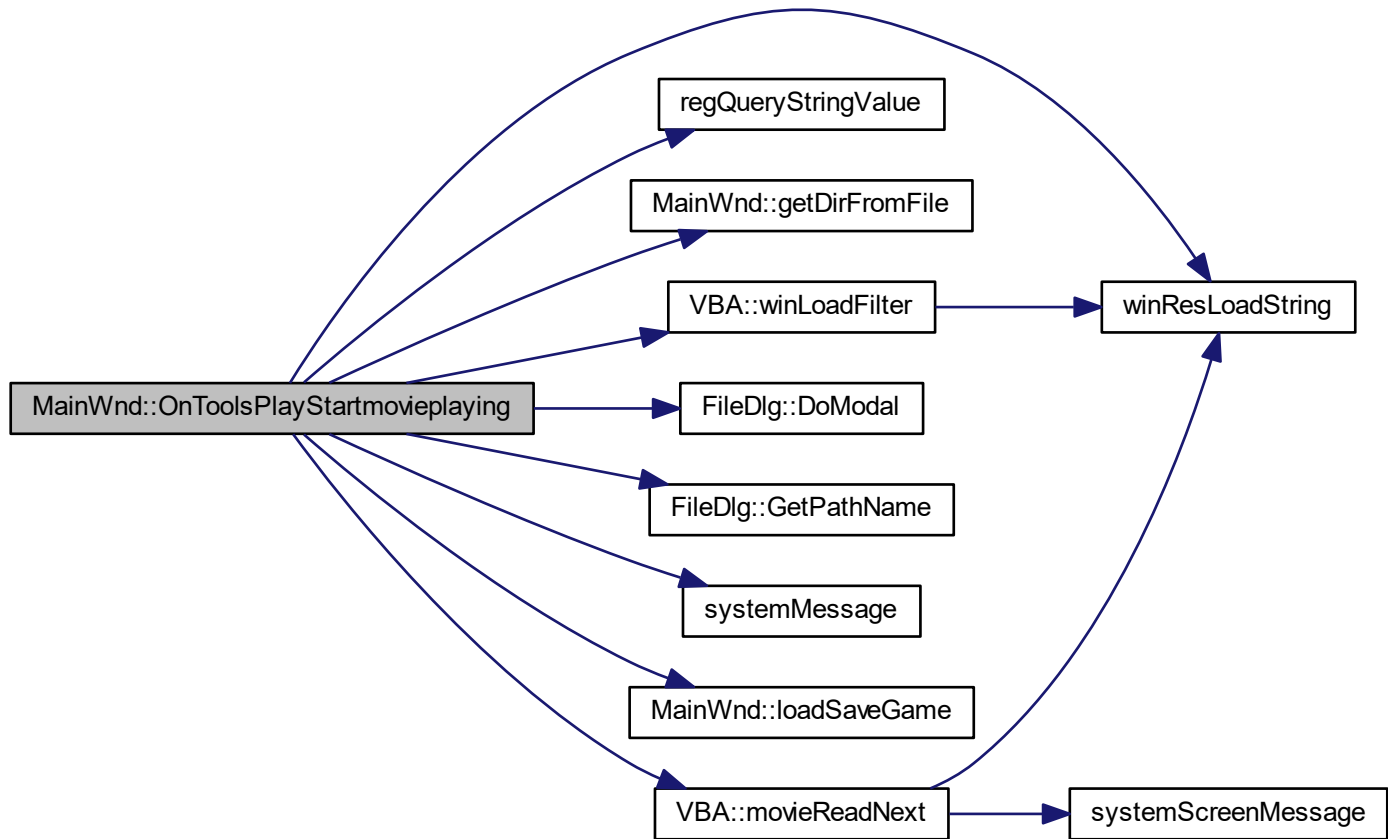 regQueryStringValue
MainWnd::getDirFromFile
VBA::winLoadFilter
winResLoadString
MainWnd::OnToolsPlayStartmovieplaying
FileDlg::DoModal
FileDlg::GetPathName
systemMessage
MainWnd::loadSaveGame
VBA::movieReadNext
systemScreenMessage